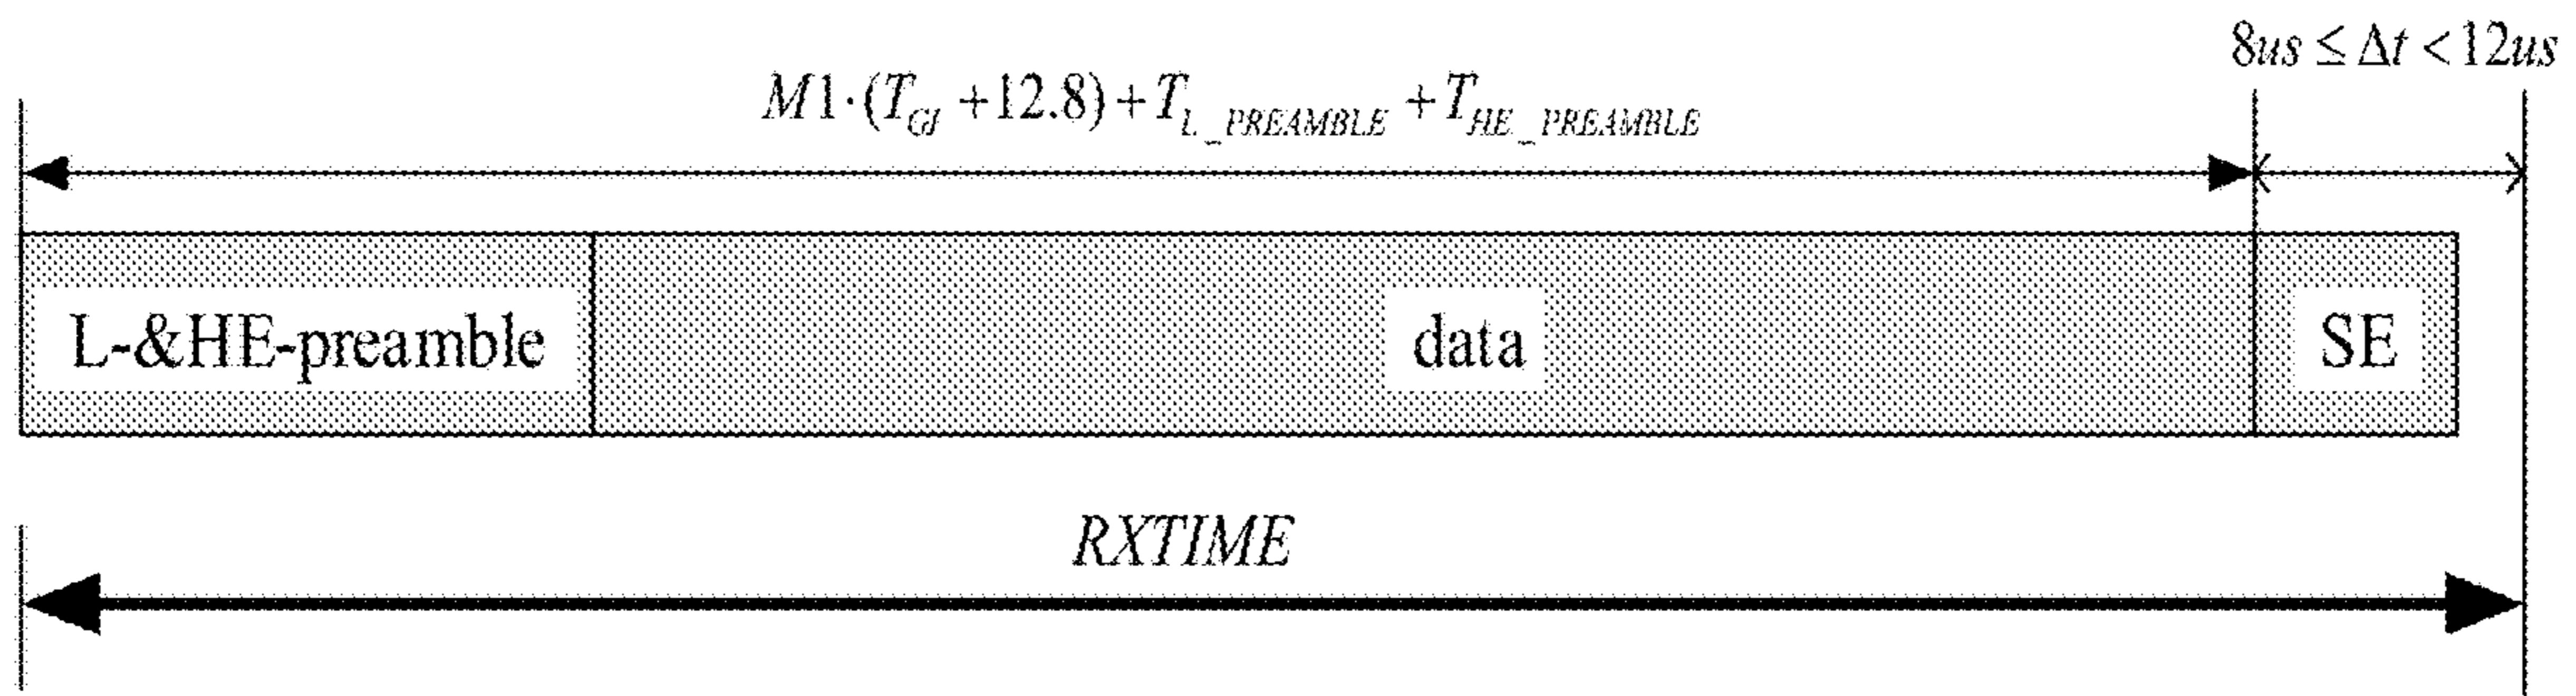 8us ≤ Δt < 12us
M1·(T_GI + 12.8) + T_L_PREAMBLE + T_HE_PREAMBLE
L-&HE-preamble data SE
RXTIME